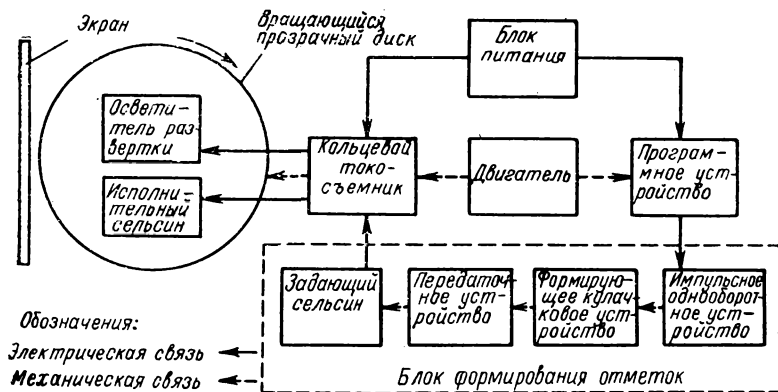 Экран
Вращающийся
прозрачный диск
Блок
питания
Осветитель раз-
вертки
Исполни-
тельный
сельсин
Кольцевой
токо-
съемник
Двигатель
Програм-
мное уст-
ройство
Задающий
сельсин
Передаточ-
ное уст-
ройство
Формирую-
щее кулач-
ковое уст-
ройство
Импульсное
однооборот-
ное уст-
ройство
Обозначения:
Электрическая связь
Механическая связь
Блок формирования отметок